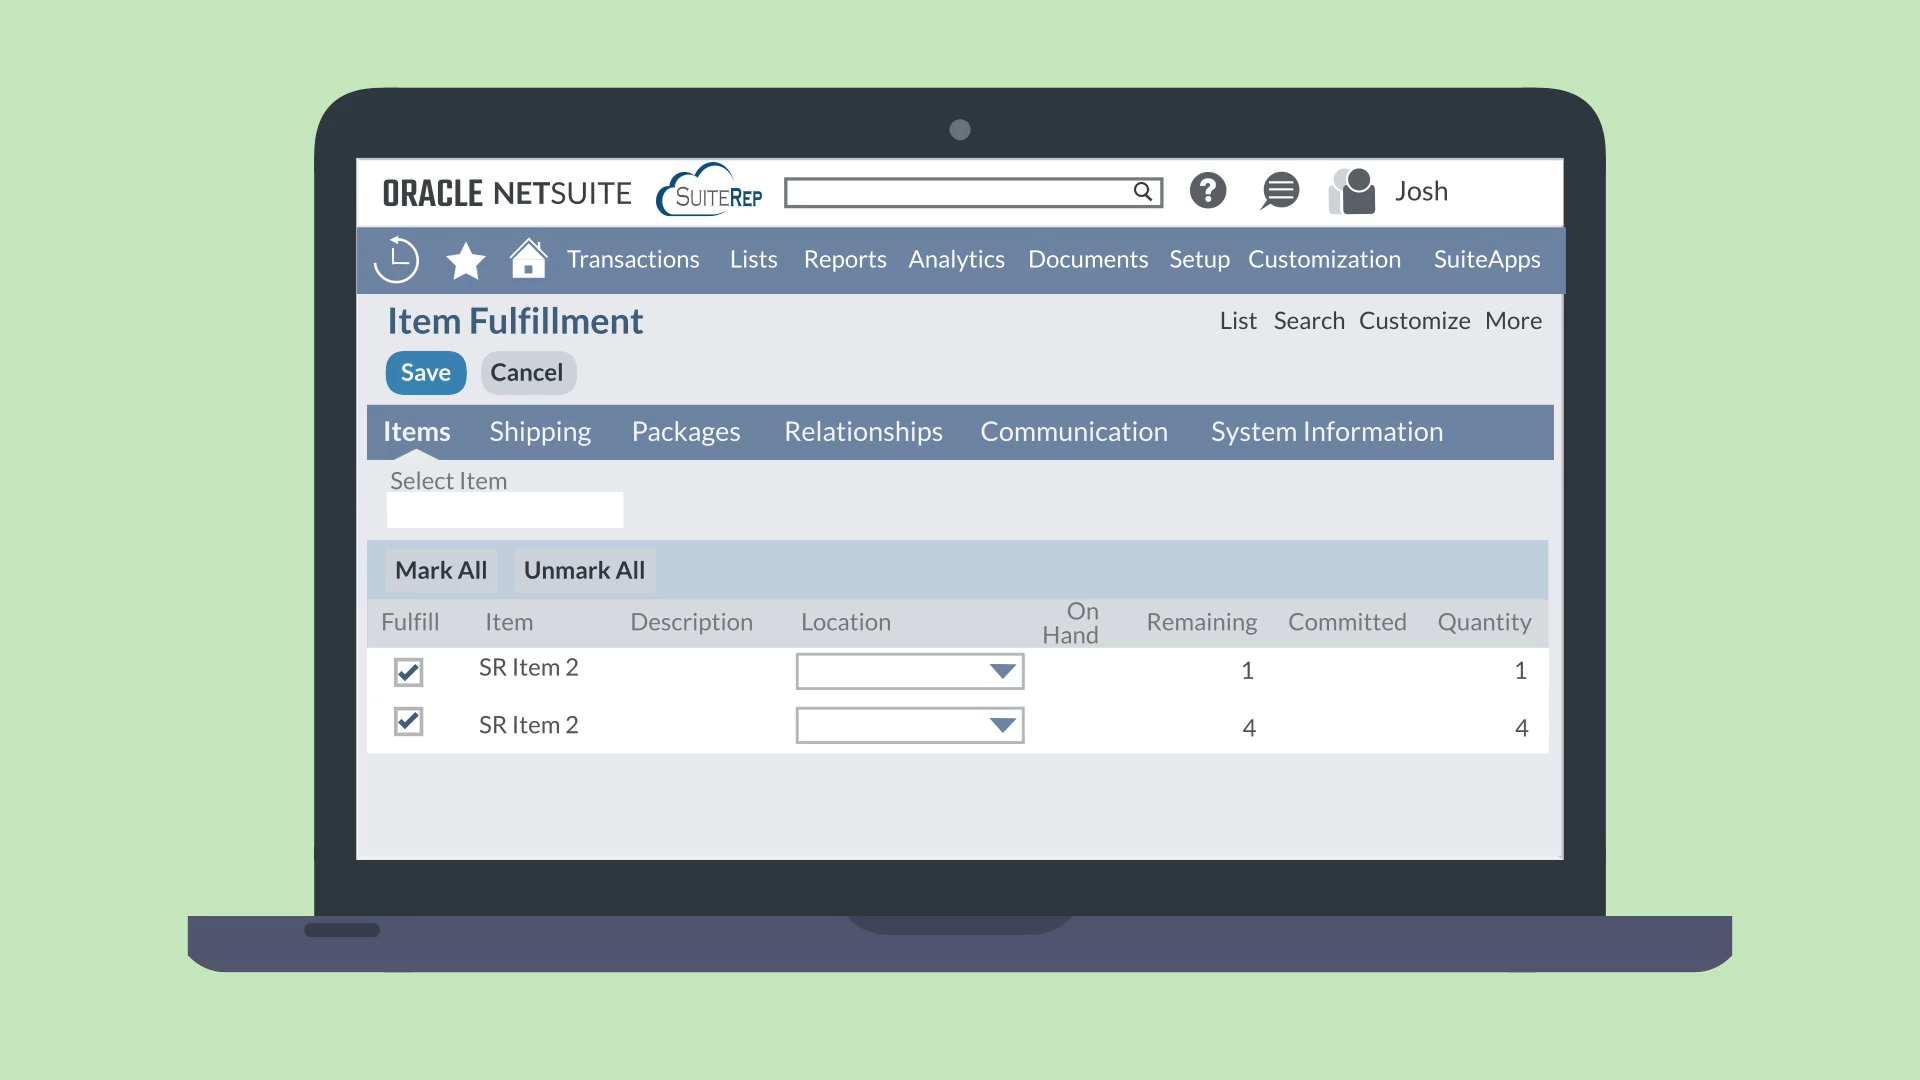 ORACLE NETSUITE SUITEREP Josh
Transactions Lists Reports Analytics Documents Setup Customization SuiteApps
Item Fulfillment List Search Customize More
Save Cancel
Items Shipping Packages Relationships Communication System Information
Select Item
Mark All Unmark All
Fulfill Item Description Location On Hand Remaining Committed Quantity
SR Item 2 1 1
SR Item 2 4 4